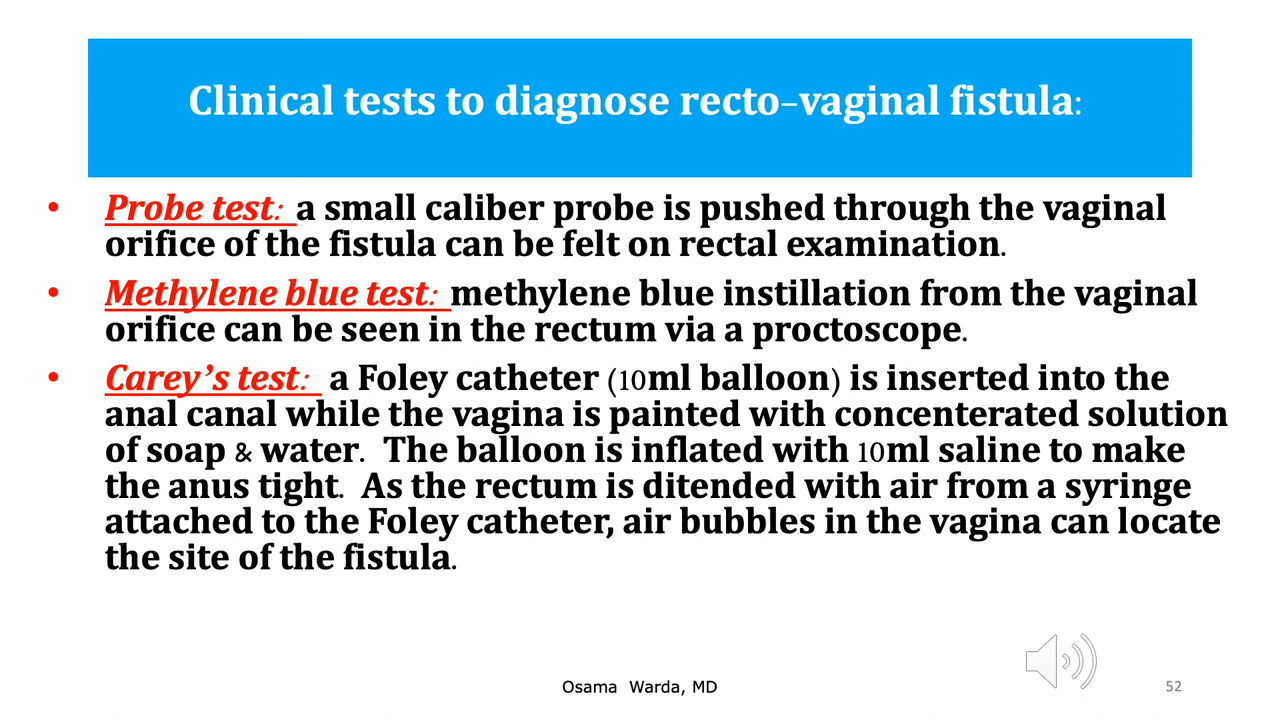 Clinical tests to diagnose recto–vaginal fistula:
• Probe test: a small caliber probe is pushed through the vaginal
orifice of the fistula can be felt on rectal examination.
• Methylene blue test: methylene blue instillation from the vaginal
orifice can be seen in the rectum via a proctoscope.
• Carey’s test: a Foley catheter (10ml balloon) is inserted into the
anal canal while the vagina is painted with concenterated solution
of soap & water. The balloon is inflated with 10ml saline to make
the anus tight. As the rectum is ditended with air from a syringe
attached to the Foley catheter, air bubbles in the vagina can locate
the site of the fistula.
Osama Warda, MD
52